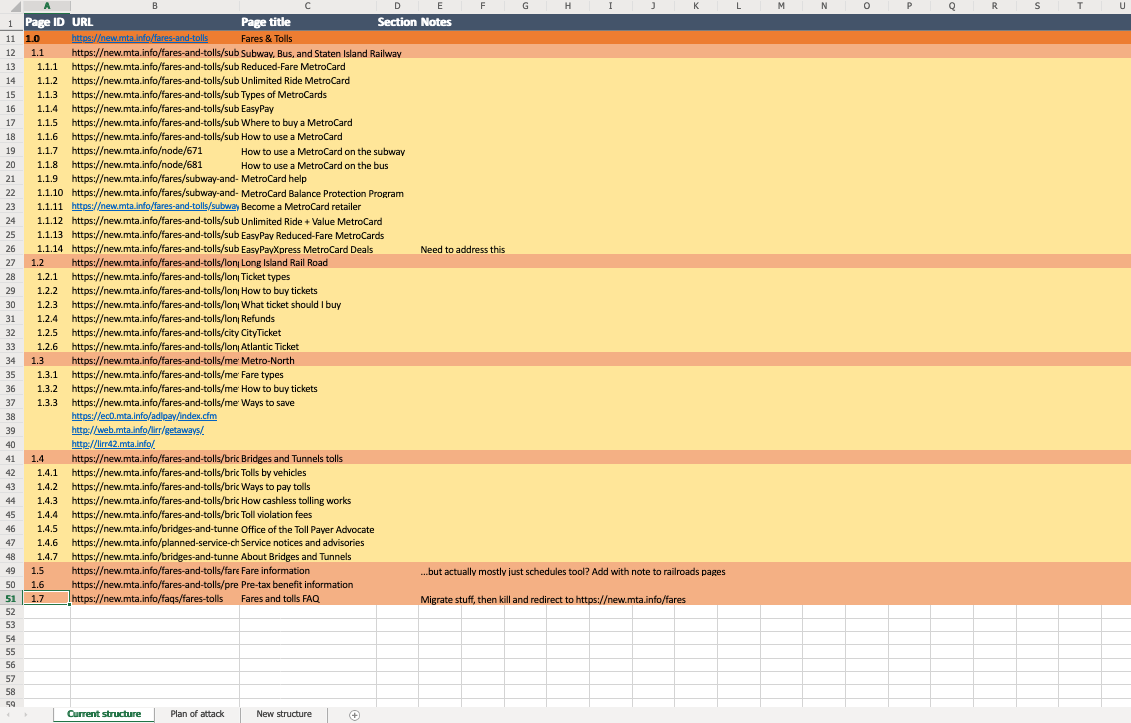 A B C D E F G H I J K L M N O P Q R S T U
1 Page ID URL Page title Section Notes
11 1.0 https://new.mta.info/fares-and-tolls Fares & Tolls
12 1.1 https://new.mta.info/fares-and-tolls/sub Subway, Bus, and Staten Island Railway
13 1.1.1 https://new.mta.info/fares-and-tolls/sub Reduced-Fare MetroCard
14 1.1.2 https://new.mta.info/fares-and-tolls/sub Unlimited Ride MetroCard
15 1.1.3 https://new.mta.info/fares-and-tolls/sub Types of MetroCards
16 1.1.4 https://new.mta.info/fares-and-tolls/sub EasyPay
17 1.1.5 https://new.mta.info/fares-and-tolls/sub Where to buy a MetroCard
18 1.1.6 https://new.mta.info/fares-and-tolls/sub How to use a MetroCard
19 1.1.7 https://new.mta.info/node/671 How to use a MetroCard on the subway
20 1.1.8 https://new.mta.info/node/681 How to use a MetroCard on the bus
21 1.1.9 https://new.mta.info/fares/subway-and- MetroCard help
22 1.1.10 https://new.mta.info/fares/subway-and- MetroCard Balance Protection Program
23 1.1.11 https://new.mta.info/fares-and-tolls/subway Become a MetroCard retailer
24 1.1.12 https://new.mta.info/fares-and-tolls/sub Unlimited Ride + Value MetroCard
25 1.1.13 https://new.mta.info/fares-and-tolls/sub EasyPay Reduced-Fare MetroCards
26 1.1.14 https://new.mta.info/fares-and-tolls/sub EasyPayXpress MetroCard Deals Need to address this
27 1.2 https://new.mta.info/fares-and-tolls/lon Long Island Rail Road
28 1.2.1 https://new.mta.info/fares-and-tolls/lon Ticket types
29 1.2.2 https://new.mta.info/fares-and-tolls/lon How to buy tickets
30 1.2.3 https://new.mta.info/fares-and-tolls/lon What ticket should I buy
31 1.2.4 https://new.mta.info/fares-and-tolls/lon Refunds
32 1.2.5 https://new.mta.info/fares-and-tolls/city CityTicket
33 1.2.6 https://new.mta.info/fares-and-tolls/lon Atlantic Ticket
34 1.3 https://new.mta.info/fares-and-tolls/me Metro-North
35 1.3.1 https://new.mta.info/fares-and-tolls/me Fare types
36 1.3.2 https://new.mta.info/fares-and-tolls/me How to buy tickets
37 1.3.3 https://new.mta.info/fares-and-tolls/me Ways to save
38 https://ec0.mta.info/adlpay/index.cfm
39 http://web.mta.info/lirr/getaways/
40 http://lirr42.mta.info/
41 1.4 https://new.mta.info/fares-and-tolls/bric Bridges and Tunnels tolls
42 1.4.1 https://new.mta.info/fares-and-tolls/bric Tolls by vehicles
43 1.4.2 https://new.mta.info/fares-and-tolls/bric Ways to pay tolls
44 1.4.3 https://new.mta.info/fares-and-tolls/bric How cashless tolling works
45 1.4.4 https://new.mta.info/fares-and-tolls/bric Toll violation fees
46 1.4.5 https://new.mta.info/bridges-and-tunne Office of the Toll Payer Advocate
47 1.4.6 https://new.mta.info/planned-service-ch Service notices and advisories
48 1.4.7 https://new.mta.info/bridges-and-tunne About Bridges and Tunnels
49 1.5 https://new.mta.info/fares-and-tolls/fare Fare information ...but actually mostly just schedules tool? Add with note to railroads pages
50 1.6 https://new.mta.info/fares-and-tolls/pre Pre-tax benefit information
51 1.7 https://new.mta.info/faqs/fares-tolls Fares and tolls FAQ Migrate stuff, then kill and redirect to https://new.mta.info/fares
52
53
54
55
56
57
58
59
Current structure Plan of attack New structure